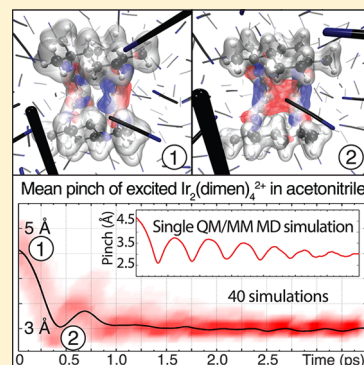 1
2
Mean pinch of excited Ir2(dimen)4 2+ in acetonitrile
5 Å
1
Pinch (Å)
4.5
3.5
2.5
Single QM/MM MD simulation
40 simulations
3 Å
2
0 0.5 1.0 1.5 2.0 2.5 Time (ps)